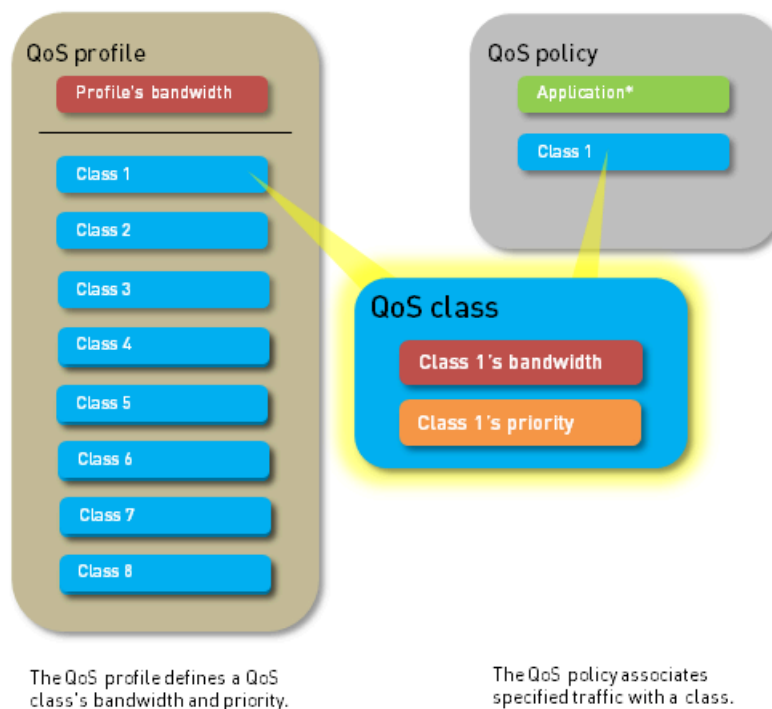 QoS profile
Profile's bandwidth
Class 1
Class 2
Class 3
Class 4
Class 5
Class 6
Class 7
Class 8
The QoS profile defines a QoS
class's bandwidth and priority.
QoS policy
Application*
Class 1
QoS class
Class 1's bandwidth
Class 1's priority
The QoS policy associates
specified traffic with a class.